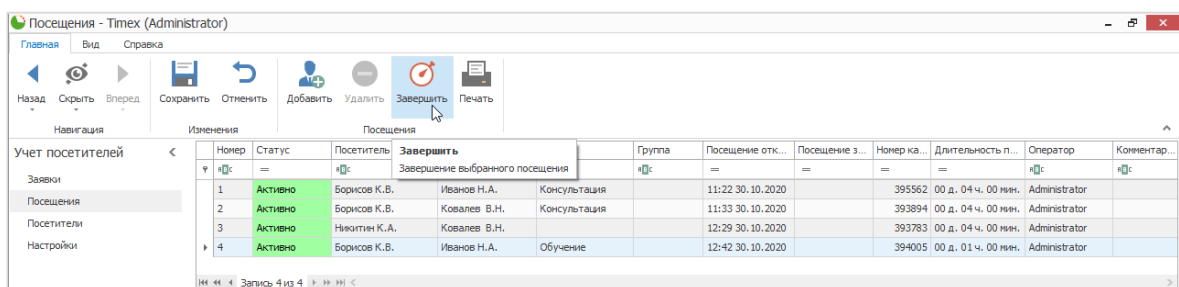 Посещения - Timex (Administrator)
Главная Вид Справка
Назад Скрыть Вперед Сохранить Отменить Добавить Удалить Завершить Печать
Навигация Изменения Посещения
Учет посетителей
Заявки
Посещения
Посетители
Настройки
Номер Статус Посетитель Группа Посещение отк... Посещение з... Номер ка... Длительность п... Оператор Комментар...
Завершить
Завершение выбранного посещения
= = = = =
1 Активно Борисов К.В. Иванов Н.А. Консультация 11:22 30.10.2020 395562 00 д. 04 ч. 00 мин. Administrator
2 Активно Борисов К.В. Ковалев В.Н. Консультация 11:33 30.10.2020 393894 00 д. 04 ч. 00 мин. Administrator
3 Активно Никитин К.А. Ковалев В.Н. 12:29 30.10.2020 393783 00 д. 04 ч. 00 мин. Administrator
4 Активно Борисов К.В. Иванов Н.А. Обучение 12:42 30.10.2020 394005 00 д. 01 ч. 00 мин. Administrator
Запись 4 из 4